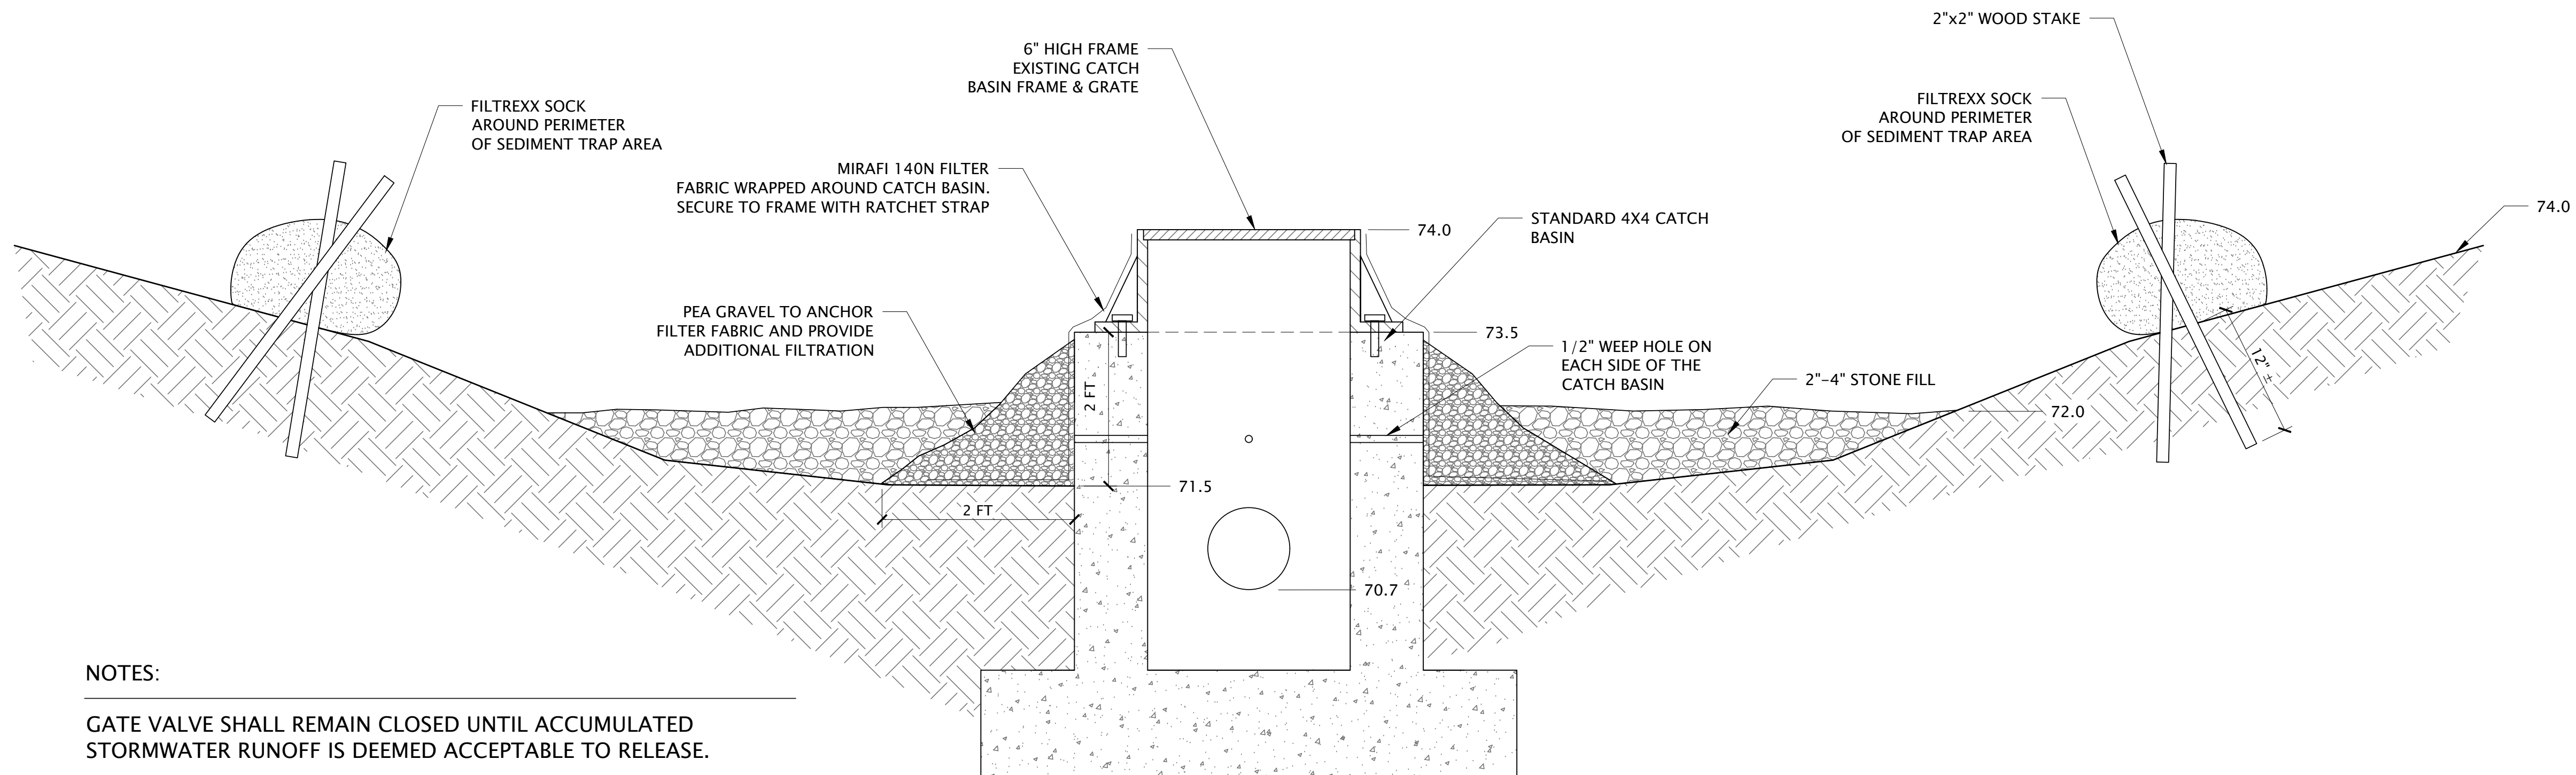 2"x2" WOOD STAKE
6" HIGH FRAME
EXISTING CATCH
BASIN FRAME & GRATE
FILTREXX SOCK
AROUND PERIMETER
OF SEDIMENT TRAP AREA
FILTREXX SOCK
AROUND PERIMETER
OF SEDIMENT TRAP AREA
MIRAFI 140N FILTER
FABRIC WRAPPED AROUND CATCH BASIN.
SECURE TO FRAME WITH RATCHET STRAP
STANDARD 4X4 CATCH
BASIN
74.0
74.0
PEA GRAVEL TO ANCHOR
FILTER FABRIC AND PROVIDE
ADDITIONAL FILTRATION
73.5
1/2" WEEP HOLE ON
EACH SIDE OF THE
CATCH BASIN
2"-4" STONE FILL
12" ±
2 FT
72.0
71.5
2 FT
70.7
NOTES:
GATE VALVE SHALL REMAIN CLOSED UNTIL ACCUMULATED
STORMWATER RUNOFF IS DEEMED ACCEPTABLE TO RELEASE.